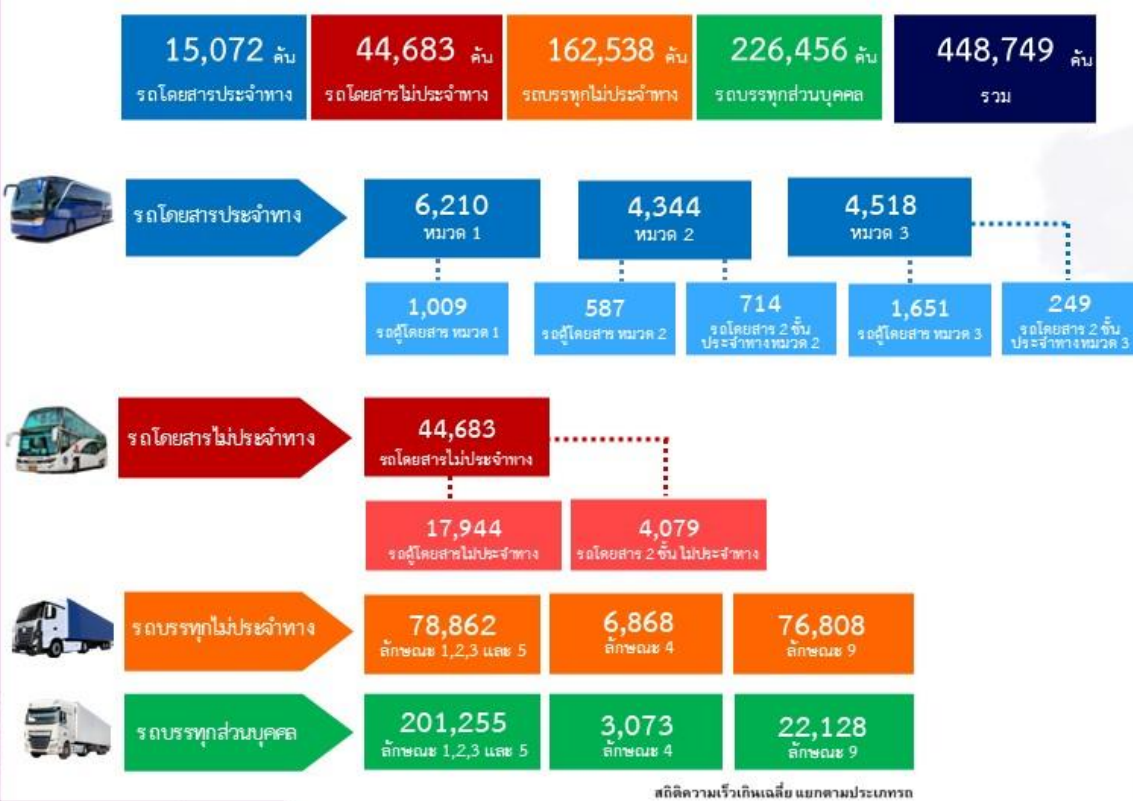 15,072 คัน
รถโดยสารประจำทาง
44,683 คัน
รถโดยสารไม่ประจำทาง
162,538 คัน
รถบรรทุกไม่ประจำทาง
226,456 คัน
รถบรรทุกส่วนบุคคล
448,749 คัน
รวม
รถโดยสารประจำทาง
6,210
หมวด 1
4,344
หมวด 2
4,518
หมวด 3
1,009
รถตู้โดยสาร หมวด 1
587
รถตู้โดยสาร หมวด 2
714
รถโดยสาร 2 ชั้น
ประจำทางหมวด 2
1,651
รถตู้โดยสาร หมวด 3
249
รถโดยสาร 2 ชั้น
ประจำทางหมวด 3
รถโดยสารไม่ประจำทาง
44,683
รถโดยสารไม่ประจำทาง
17,944
รถตู้โดยสารไม่ประจำทาง
4,079
รถโดยสาร 2 ชั้น ไม่ประจำทาง
รถบรรทุกไม่ประจำทาง
78,862
ลักษณะ 1,2,3 และ 5
6,868
ลักษณะ 4
76,808
ลักษณะ 9
รถบรรทุกส่วนบุคคล
201,255
ลักษณะ 1,2,3 และ 5
3,073
ลักษณะ 4
22,128
ลักษณะ 9
สถิติความเร็วเกินเฉลี่ย แยกตามประเภทรถ